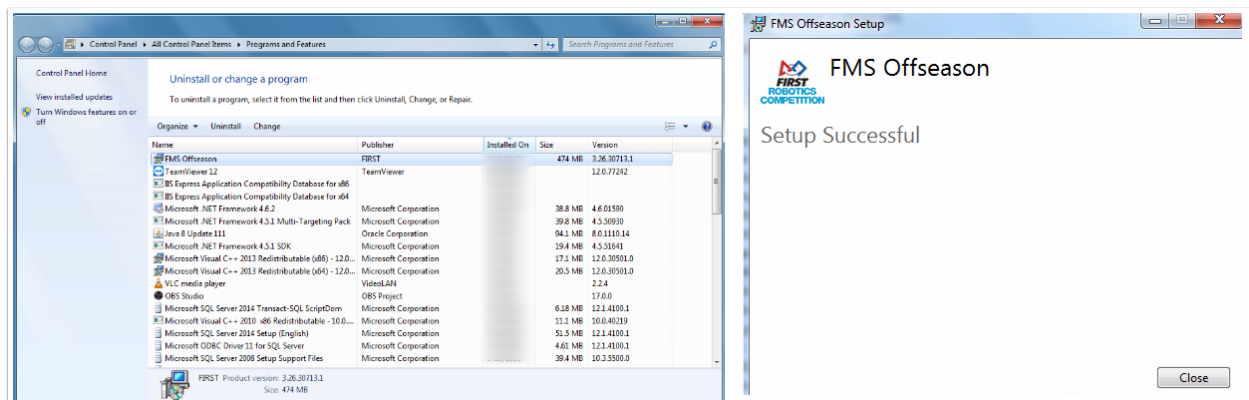 Control Panel ▸ All Control Panel Items ▸ Programs and Features
Search Programs and Features
Control Panel Home
View installed updates
Turn Windows features on or
off
Uninstall or change a program
To uninstall a program, select it from the list and then click Uninstall, Change, or Repair.
Organize Uninstall Change
Name Publisher Installed On Size Version
FMS Offseason FIRST 474 MB 3.26.30713.1
TeamViewer 12 TeamViewer 12.0.77242
IIS Express Application Compatibility Database for x86
IIS Express Application Compatibility Database for x64
Microsoft .NET Framework 4.6.2 Microsoft Corporation 38.8 MB 4.6.01590
Microsoft .NET Framework 4.5.1 Multi-Targeting Pack Microsoft Corporation 39.8 MB 4.5.50930
Java 8 Update 111 Oracle Corporation 94.1 MB 8.0.1110.14
Microsoft .NET Framework 4.5.1 SDK Microsoft Corporation 19.4 MB 4.5.51641
Microsoft Visual C++ 2013 Redistributable (x86) - 12.0... Microsoft Corporation 17.1 MB 12.0.30501.0
Microsoft Visual C++ 2013 Redistributable (x64) - 12.0... Microsoft Corporation 20.5 MB 12.0.30501.0
VLC media player VideoLAN 2.2.4
OBS Studio OBS Project 17.0.0
Microsoft SQL Server 2014 Transact-SQL ScriptDom Microsoft Corporation 6.18 MB 12.1.4100.1
Microsoft Visual C++ 2010 x86 Redistributable - 10.0.... Microsoft Corporation 11.1 MB 10.0.40219
Microsoft SQL Server 2014 Setup (English) Microsoft Corporation 51.5 MB 12.1.4100.1
Microsoft ODBC Driver 11 for SQL Server Microsoft Corporation 4.61 MB 12.1.4100.1
Microsoft SQL Server 2008 Setup Support Files Microsoft Corporation 39.4 MB 10.3.5500.0
FIRST Product version: 3.26.30713.1
Size: 474 MB
FMS Offseason Setup
FIRST
ROBOTICS
COMPETITION
FMS Offseason
Setup Successful
Close